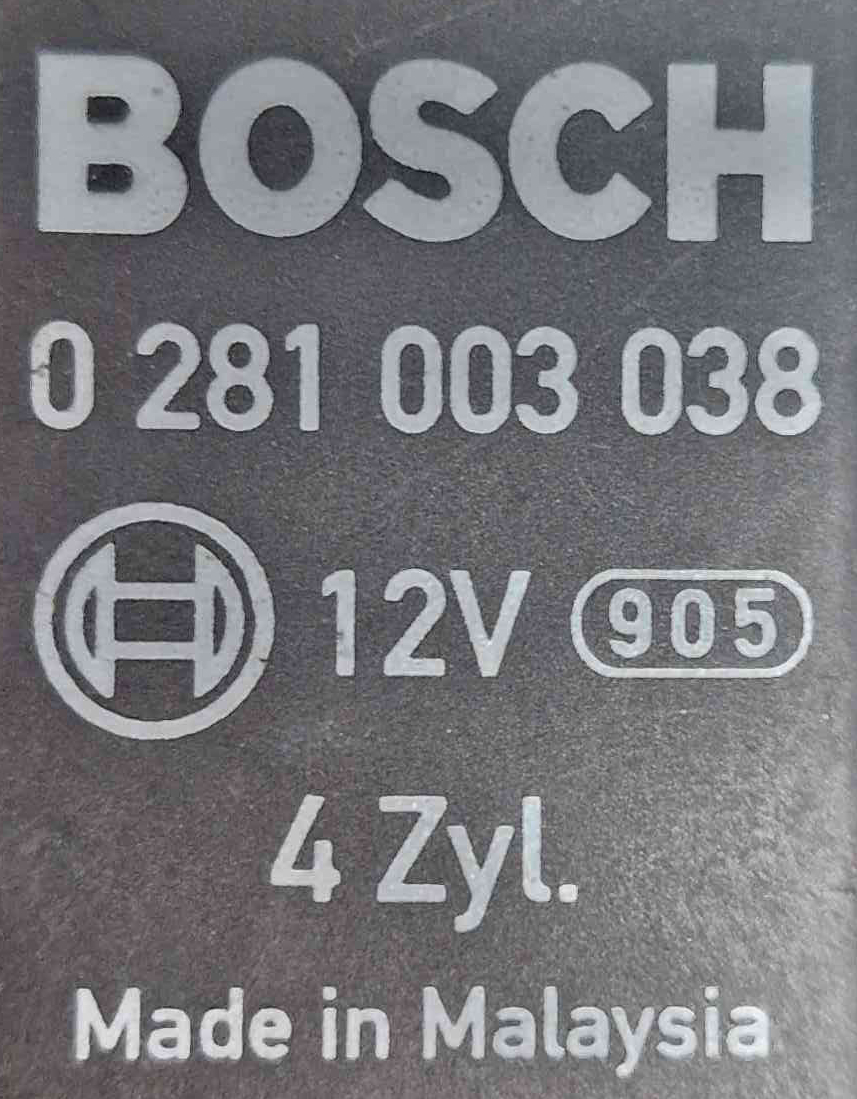 BOSCH
0 281 003 038
12V 905
4 Zyl.
Made in Malaysia